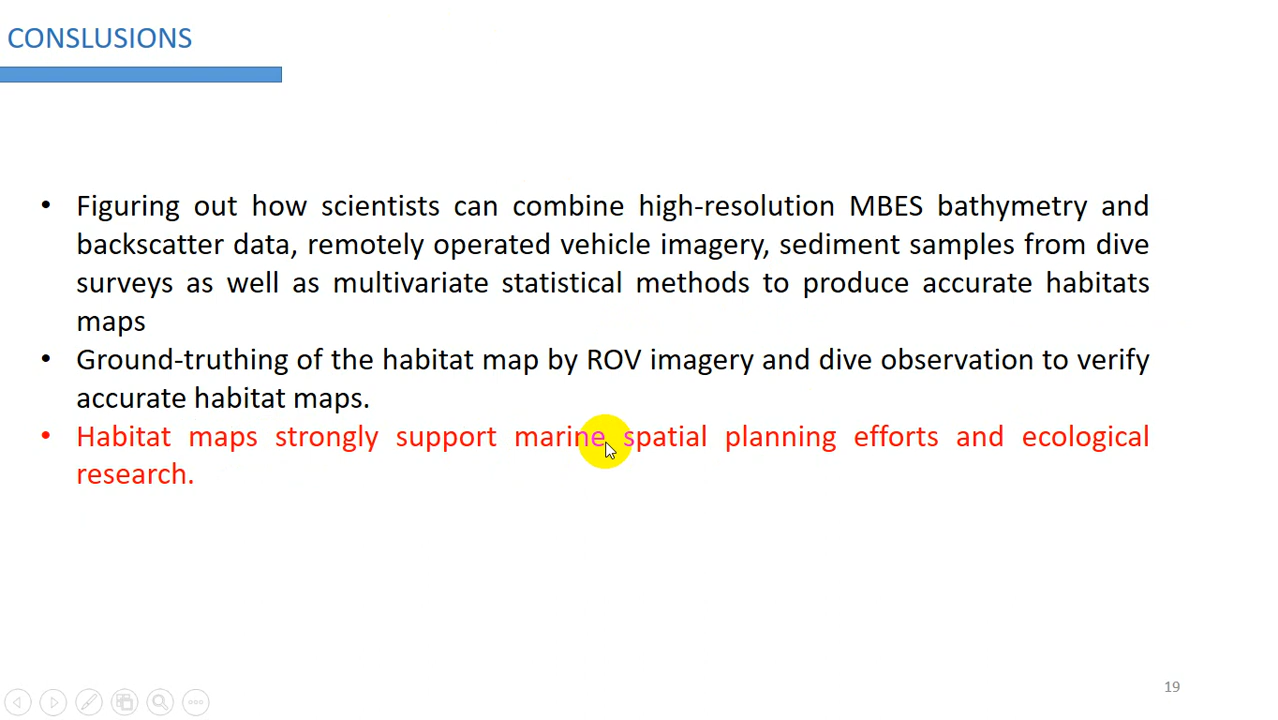 CONSLUSIONS
• Figuring out how scientists can combine high-resolution MBES bathymetry and
backscatter data, remotely operated vehicle imagery, sediment samples from dive
surveys as well as multivariate statistical methods to produce accurate habitats
maps
• Ground-truthing of the habitat map by ROV imagery and dive observation to verify
accurate habitat maps.
• Habitat maps strongly support marine spatial planning efforts and ecological
research.
19